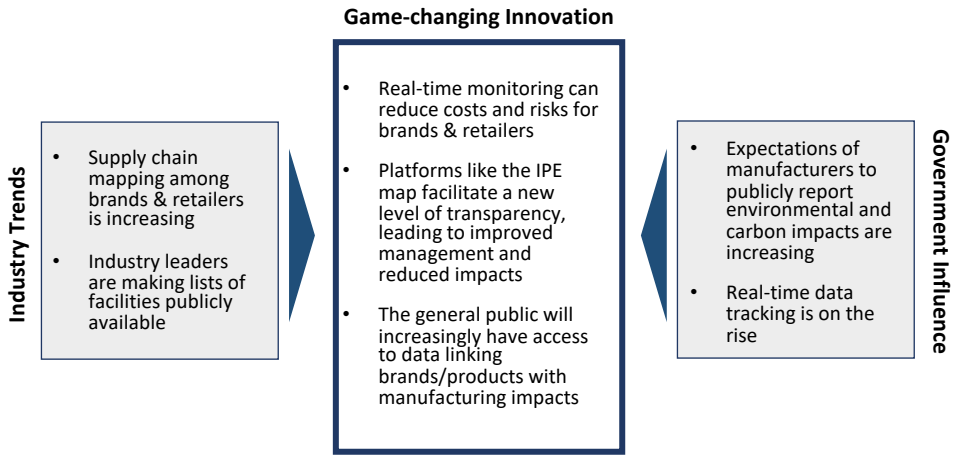 Game-changing Innovation
Industry Trends
• Supply chain
mapping among
brands & retailers
is increasing
• Industry leaders
are making lists of
facilities publicly
available
• Real-time monitoring can
reduce costs and risks for
brands & retailers
• Platforms like the IPE
map facilitate a new
level of transparency,
leading to improved
management and
reduced impacts
• The general public will
increasingly have access
to data linking
brands/products with
manufacturing impacts
• Expectations of
manufacturers to
publicly report
environmental and
carbon impacts are
increasing
• Real-time data
tracking is on the
rise
Government Influence